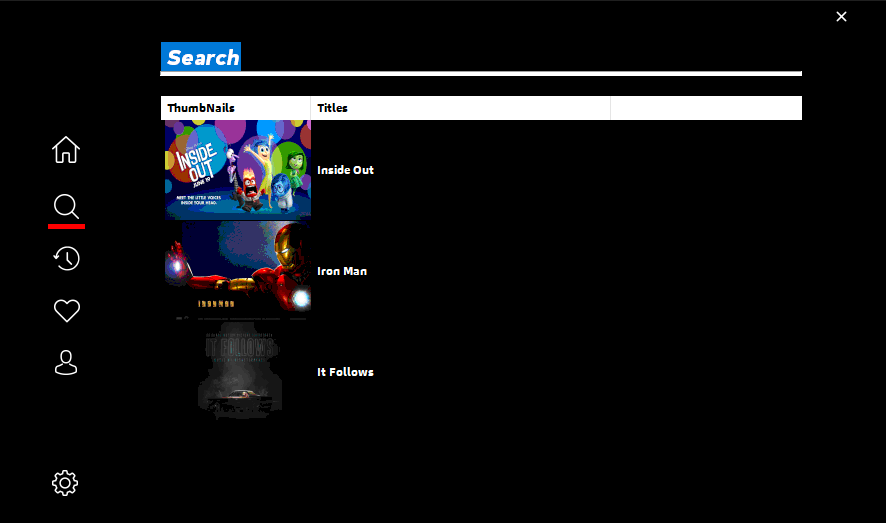 Search
ThumbNails Titles
INSIDE OUT
JUNE 19
MEET THE LITTLE VOICES
INSIDE YOUR HEAD.
Inside Out
IRON MAN
Iron Man
IT FOLLOWS
It Follows